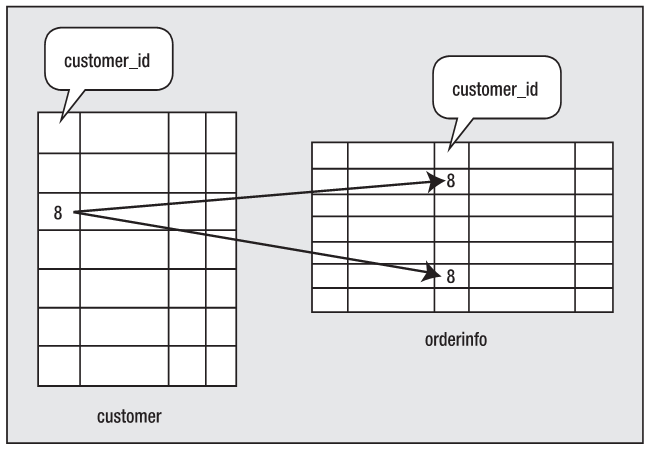 customer_id
customer_id
8
8
8
orderinfo
customer